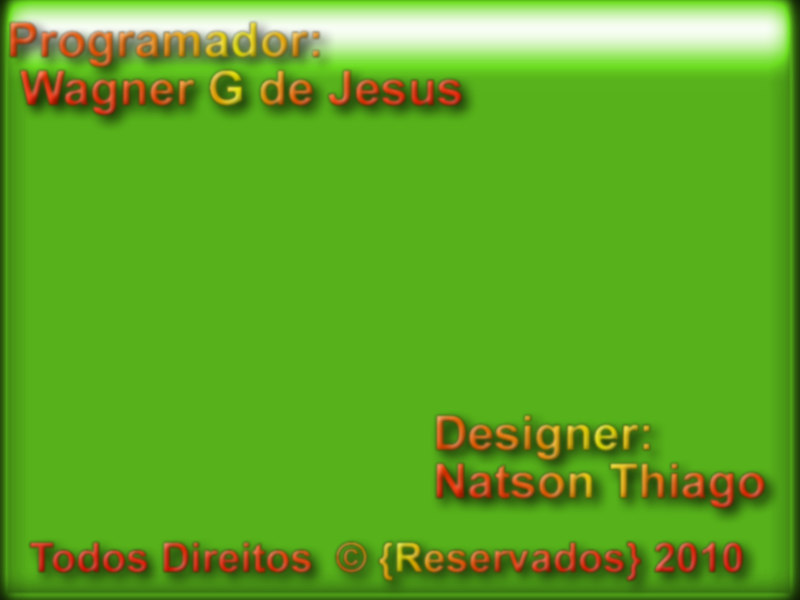 Programador:
Wagner G de Jesus
Designer:
Natson Thiago
Todos Direitos © {Reservados} 2010